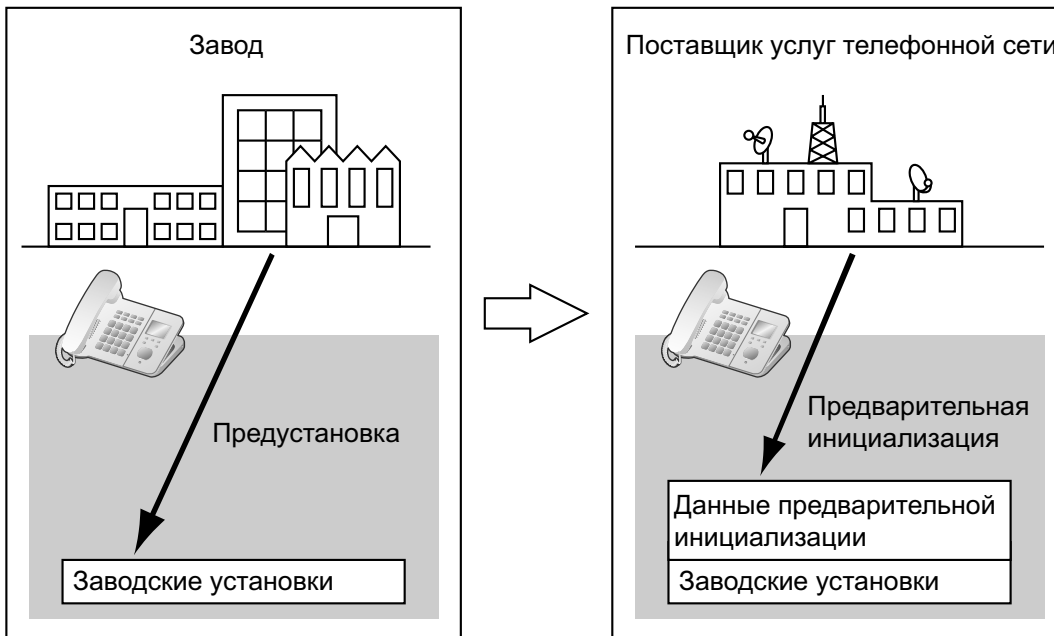 Завод
Предустановка
Заводские установки
Поставщик услуг телефонной сети
Предварительная
инициализация
Данные предварительной
инициализации
Заводские установки